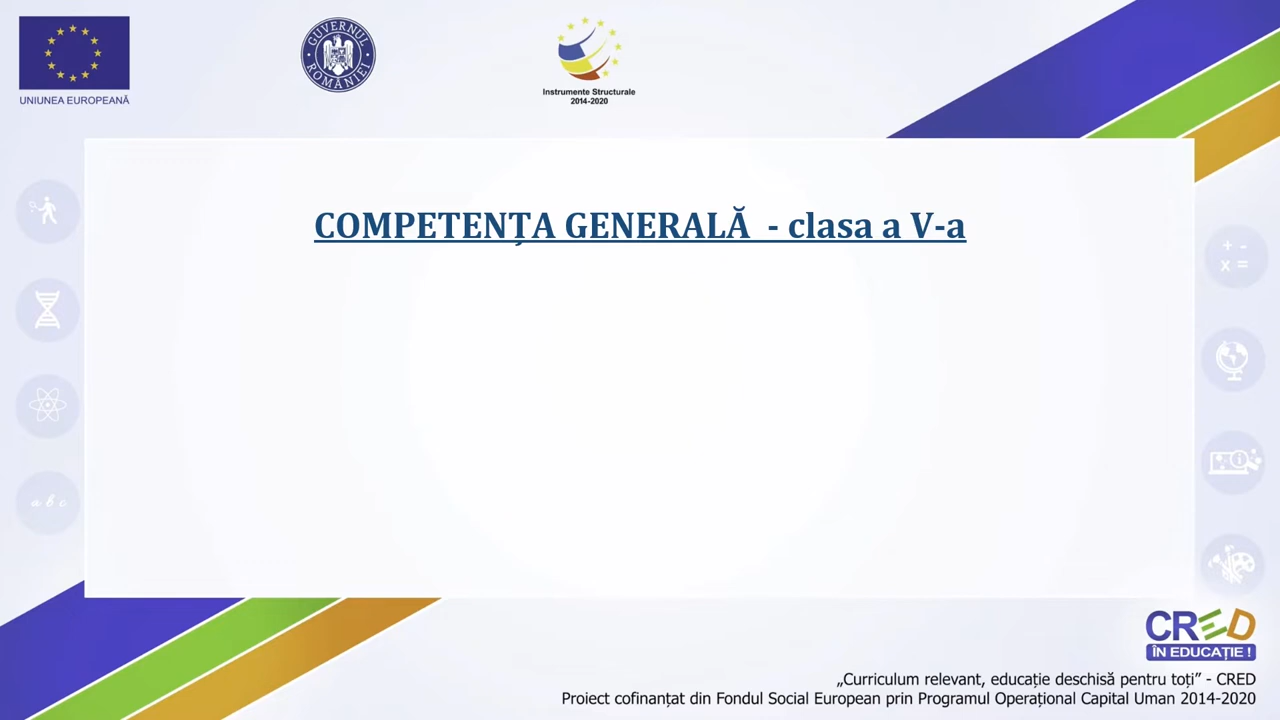 UNIUNEA EUROPEANĂ
GUVERNUL ROMÂNIEI
Instrumente Structurale
2014-2020
COMPETENȚA GENERALĂ - clasa a V-a
+ -
x =
a b c
i
CRED
ÎN EDUCAȚIE !
„Curriculum relevant, educație deschisă pentru toți” - CRED
Proiect cofinanțat din Fondul Social European prin Programul Operațional Capital Uman 2014-2020